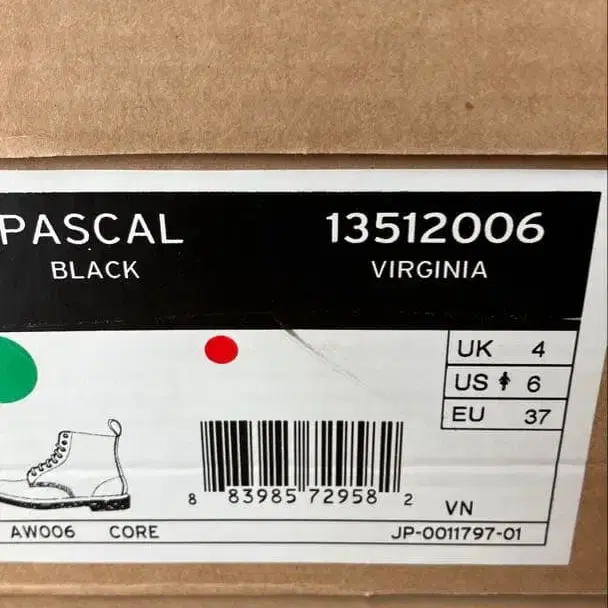 PASCAL 13512006
BLACK VIRGINIA
UK 4
US 6
EU 37
8 83985 72958 2
VN
AW006 CORE JP-0011797-01